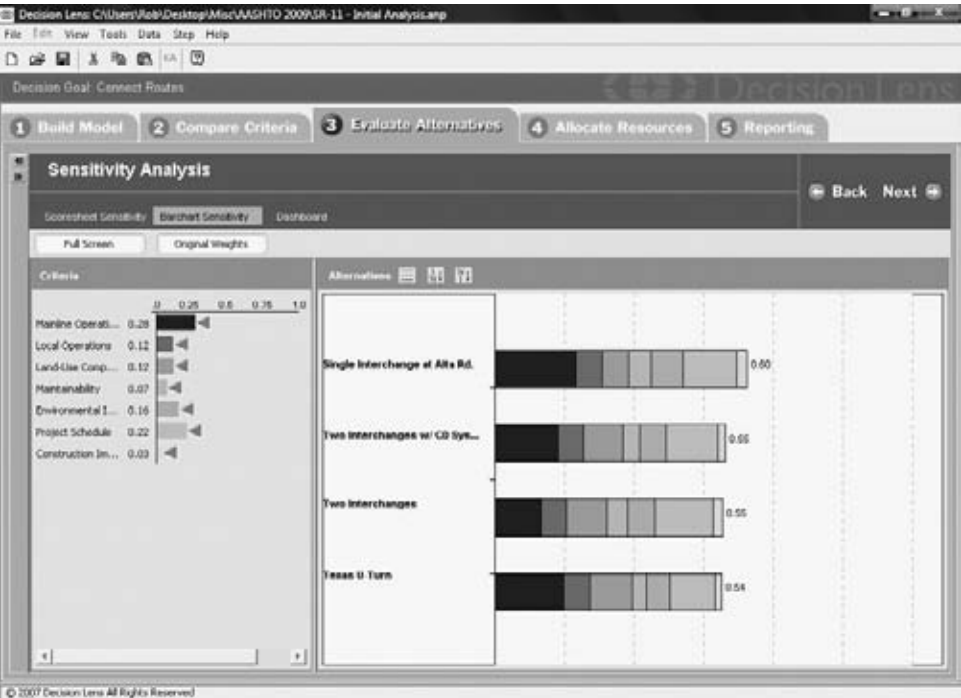 Decision Lens: C:\Users\Rob\Desktop\Misc\AASHTO 2009\SR-11 - Initial Analysis.anp
File Edit View Tools Data Step Help
Decision Goal: Connect Routes
Decision Lens
1 Build Model 2 Compare Criteria 3 Evaluate Alternatives 4 Allocate Resources 5 Reporting
Sensitivity Analysis
Back Next
Scoresheet Sensitivity Barchart Sensitivity Dashboard
Full Screen Original Weights
Criteria
Alternatives
.0 0.25 0.5 0.75 1.0
Mainline Operati... 0.28
Local Operations 0.12
Land-Use Comp... 0.12
Maintainability 0.07
Environmental I... 0.16
Project Schedule 0.22
Construction Im... 0.03
Single Interchange at Alta Rd. 0.60
Two Interchanges w/ CD Sys... 0.55
Two Interchanges 0.55
Texas U Turn 0.54
© 2007 Decision Lens All Rights Reserved